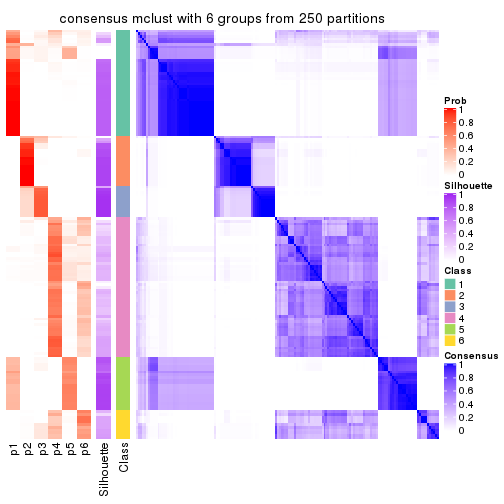 consensus mclust with 6 groups from 250 partitions
Prob
1
0.8
0.6
0.4
0.2
0
Silhouette
1
0.8
0.6
0.4
0.2
0
Class
1
2
3
4
5
6
Consensus
1
0.8
0.6
0.4
0.2
0
p1
p2
p3
p4
p5
p6
Silhouette
Class